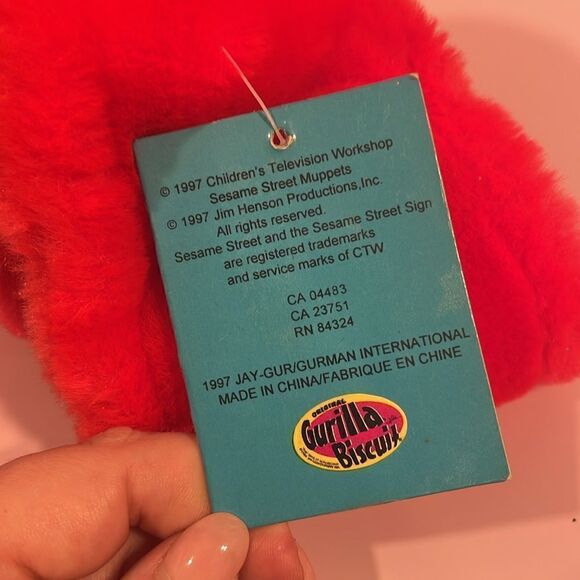 © 1997 Children's Television Workshop
Sesame Street Muppets
© 1997 Jim Henson Productions,Inc.
All rights reserved.
Sesame Street and the Sesame Street Sign
are registered trademarks
and service marks of CTW
CA 04483
CA 23751
RN 84324
1997 JAY-GUR/GURMAN INTERNATIONAL
MADE IN CHINA/FABRIQUE EN CHINE
ORIGINAL
Gurilla
Biscuit